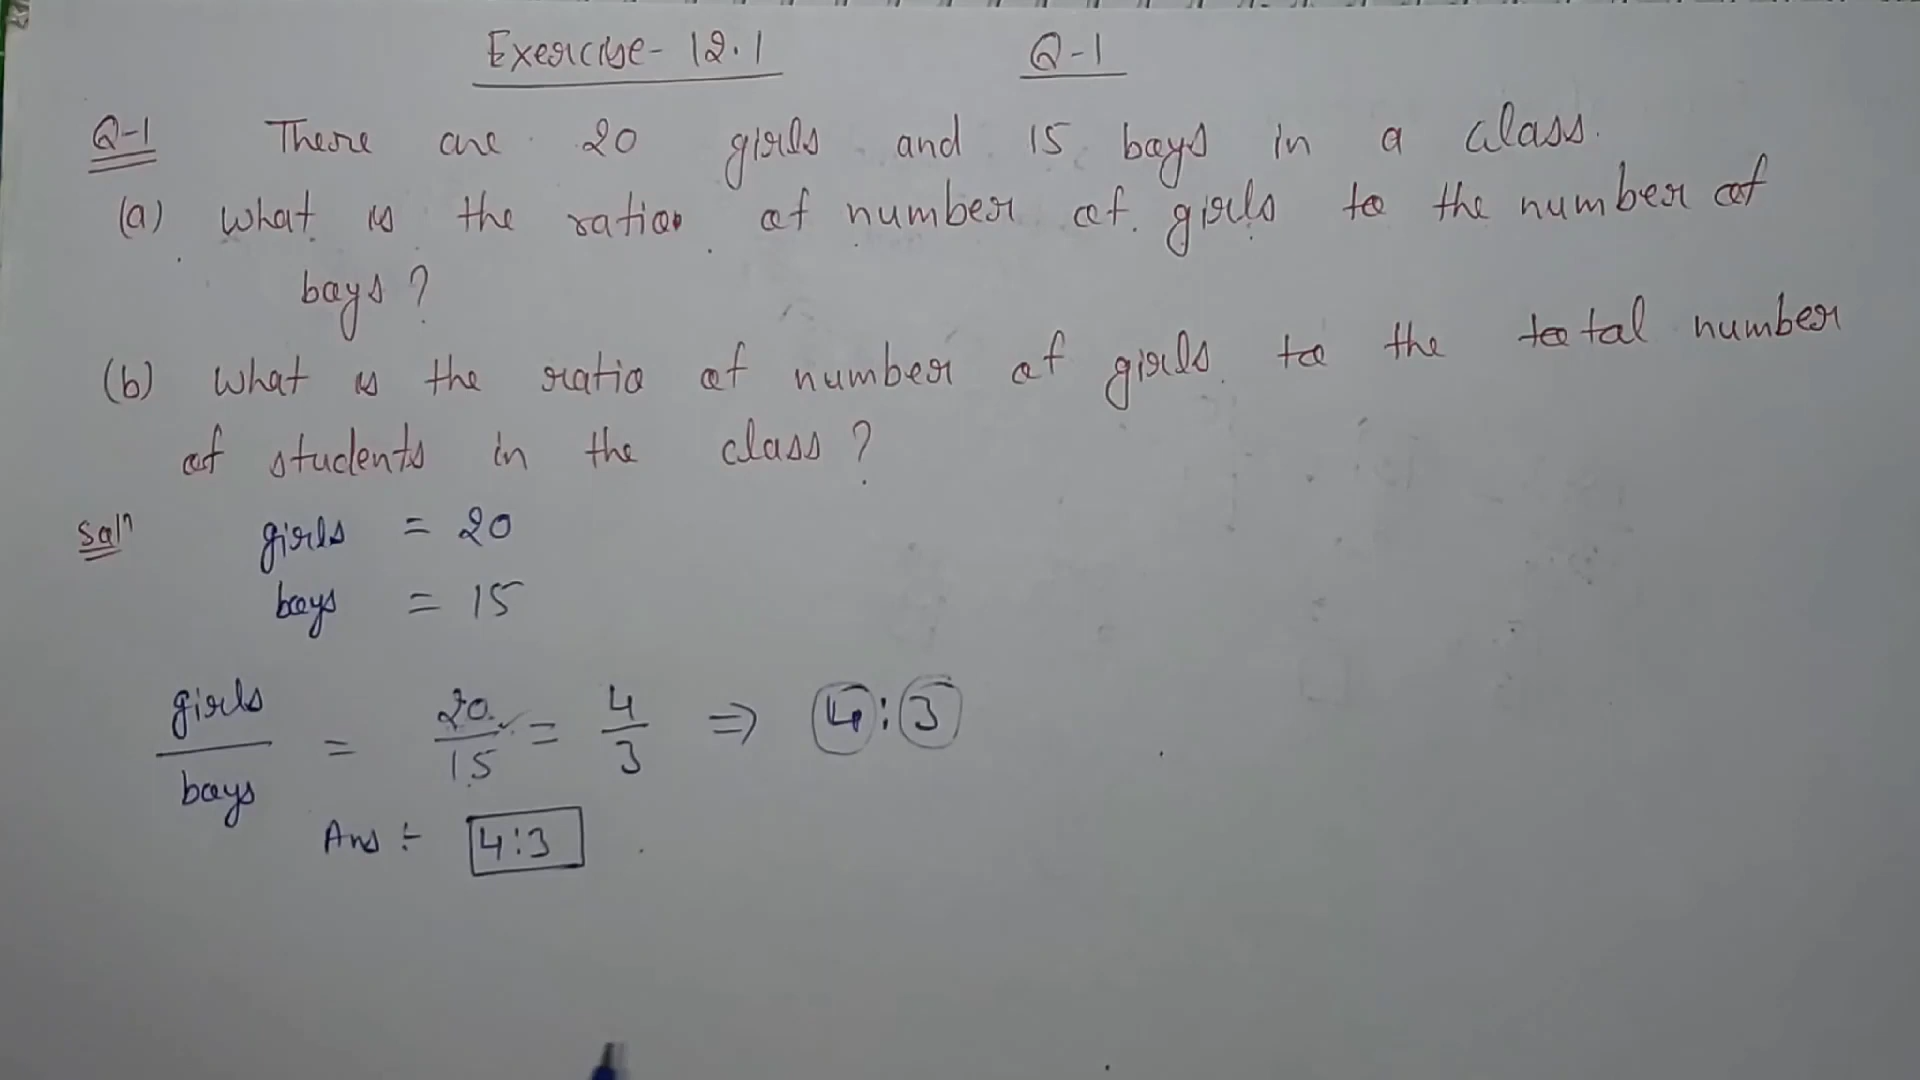 Exercise- 12.1 Q-1
Q-1 There are 20 girls and 15 boys in a class.
(a) What is the ratio of number of girls to the number of
boys?
(b) What is the ratio of number of girls to the total number
of students in the class?
Solⁿ girls = 20
boys = 15
girls/boys = 20/15 = 4/3 ⇒ 4:3
Ans :- 4:3